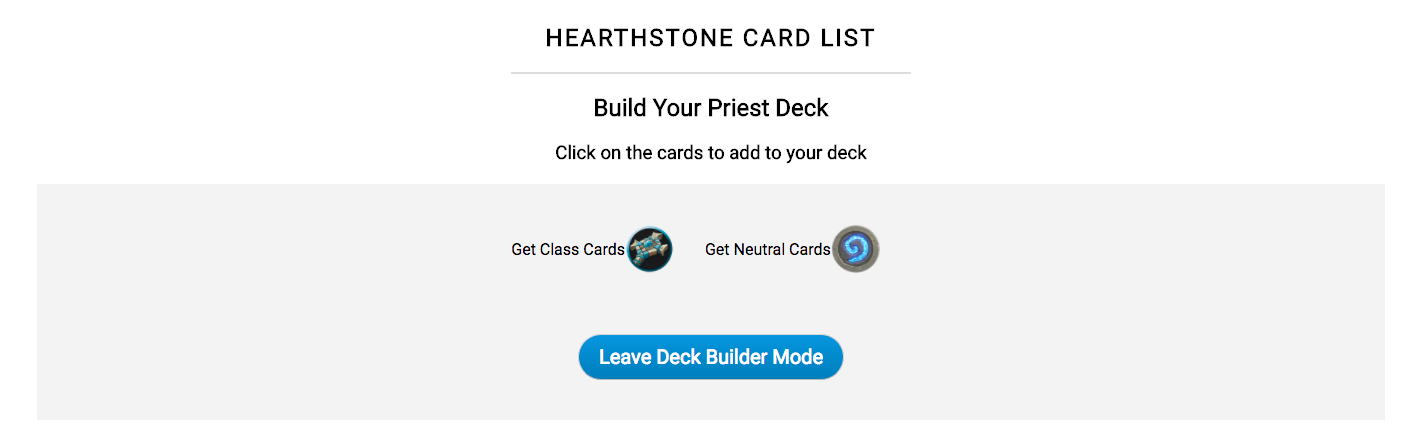 HEARTHSTONE CARD LIST
Build Your Priest Deck
Click on the cards to add to your deck
Get Class Cards Get Neutral Cards
Leave Deck Builder Mode